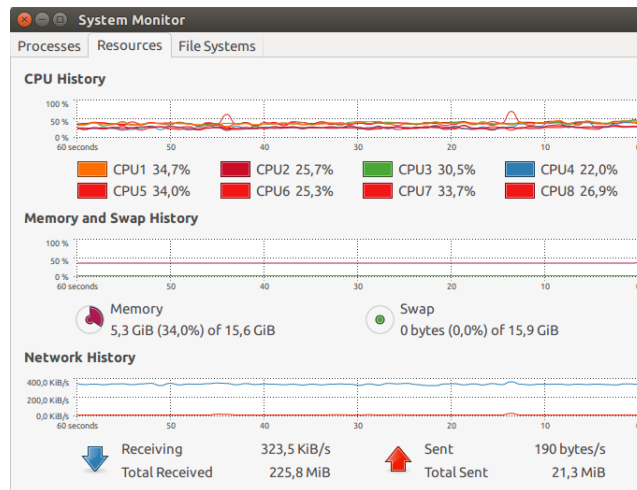 System Monitor
Processes Resources File Systems
CPU History
100 %
50 %
0 %
60 seconds 50 40 30 20 10 0
CPU1 34,7% CPU2 25,7% CPU3 30,5% CPU4 22,0%
CPU5 34,0% CPU6 25,3% CPU7 33,7% CPU8 26,9%
Memory and Swap History
100 %
50 %
0 %
60 seconds 50 40 30 20 10 0
Memory Swap
5,3 GiB (34,0%) of 15,6 GiB 0 bytes (0,0%) of 15,9 GiB
Network History
400,0 KiB/s
200,0 KiB/s
0,0 KiB/s
60 seconds 50 40 30 20 10 0
Receiving 323,5 KiB/s Sent 190 bytes/s
Total Received 225,8 MiB Total Sent 21,3 MiB